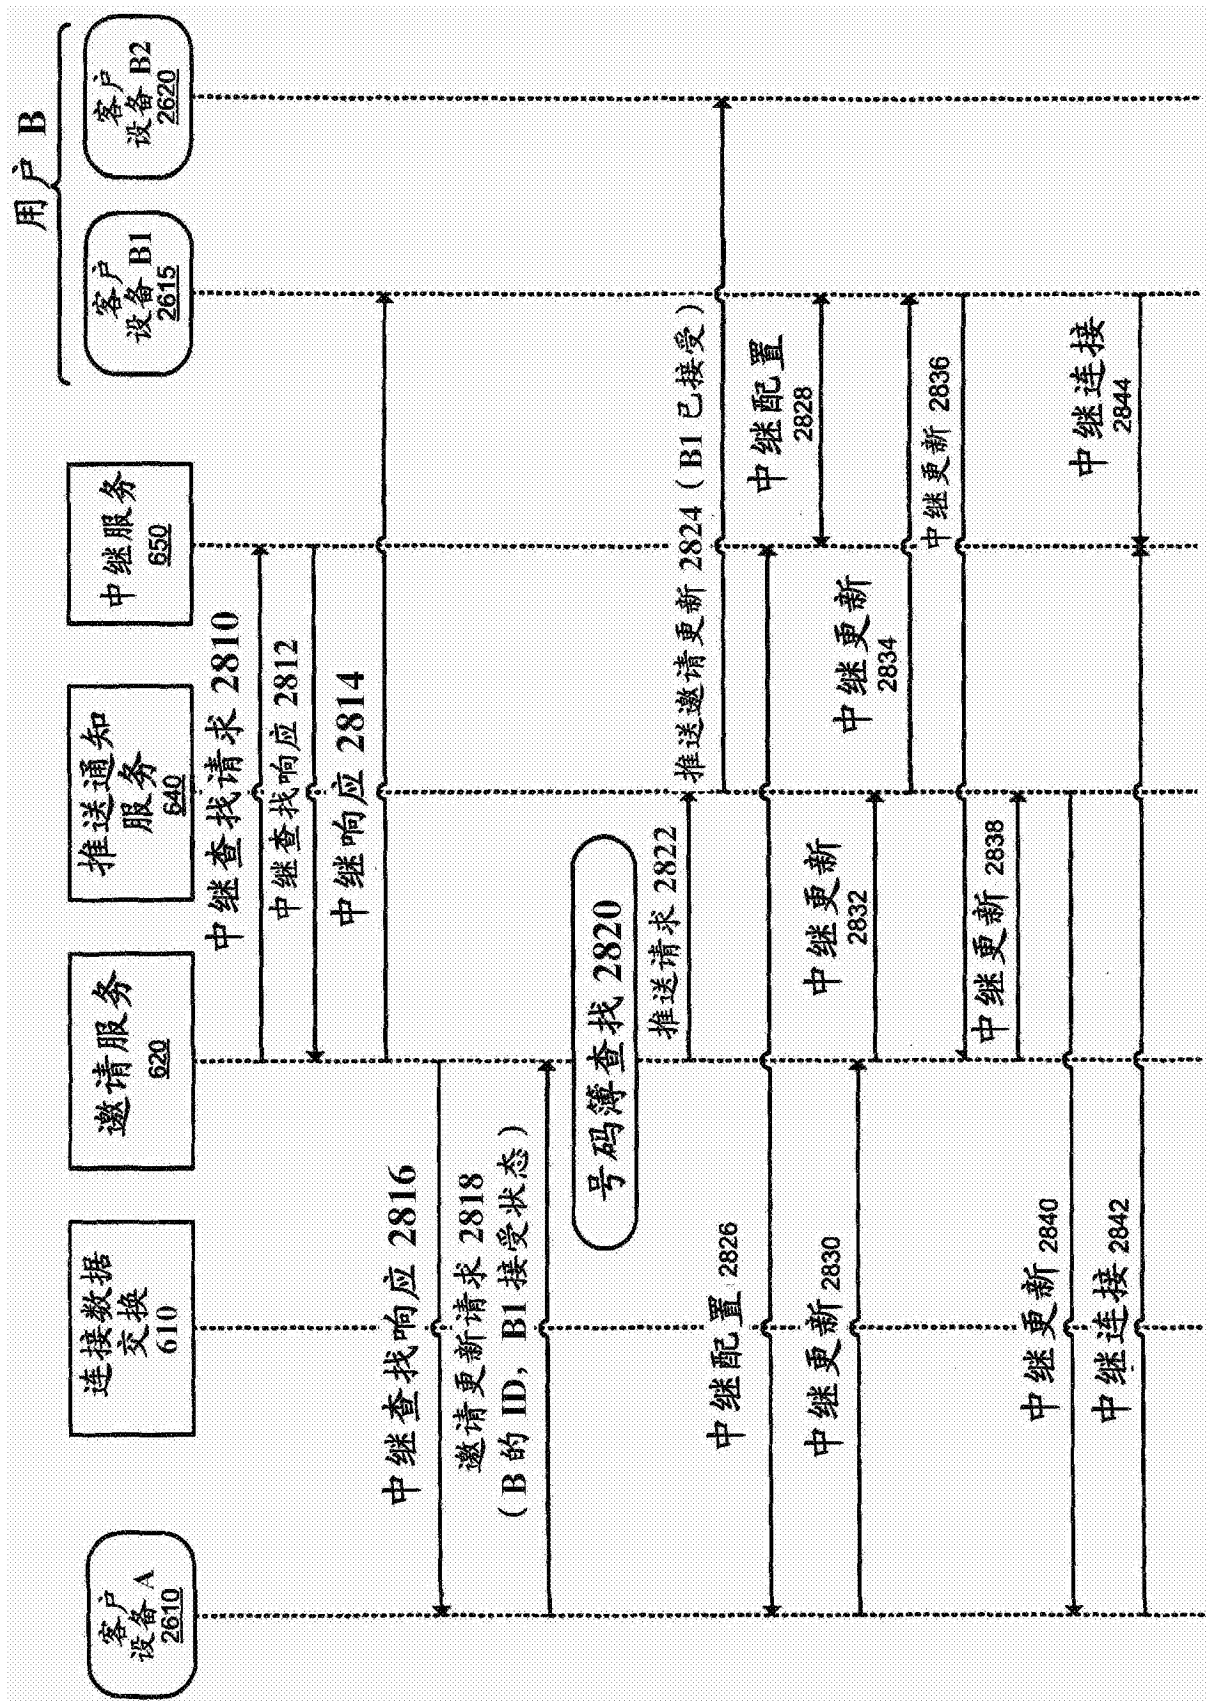 用户 B
客户
设备 A
2610
连接数据
交换
610
邀请服务
620
推送通知
服务
640
中继服务
650
客户
设备 B1
2615
客户
设备 B2
2620
中继查找请求 2810
中继查找响应 2812
中继响应 2814
中继查找响应 2816
邀请更新请求 2818
（B 的 ID，B1 接受状态）
号码簿查找 2820
推送请求 2822
推送邀请更新 2824（B1 已接受）
中继配置 2826
中继配置
2828
中继更新 2830
中继更新
2832
中继更新
2834
中继更新 2836
中继更新 2838
中继更新 2840
中继连接 2842
中继连接
2844